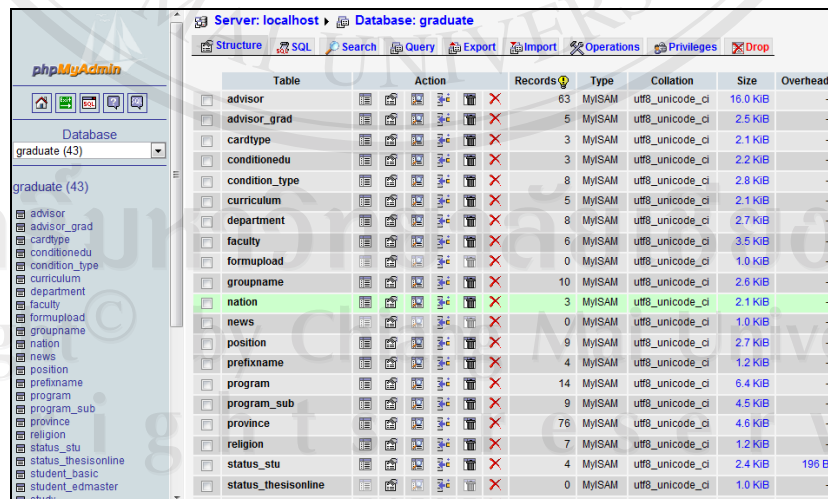 Server: localhost ▸ Database: graduate
Structure SQL Search Query Export Import Operations Privileges Drop
phpMyAdmin
SQL
Database
graduate (43)
graduate (43)
advisor
advisor_grad
cardtype
conditionedu
condition_type
curriculum
department
faculty
formupload
groupname
nation
news
position
prefixname
program
program_sub
province
religion
status_stu
status_thesisonline
student_basic
student_edmaster
study
Table Action Records Type Collation Size Overhead
advisor 63 MyISAM utf8_unicode_ci 16.0 KiB -
advisor_grad 5 MyISAM utf8_unicode_ci 2.5 KiB -
cardtype 3 MyISAM utf8_unicode_ci 2.1 KiB -
conditionedu 3 MyISAM utf8_unicode_ci 2.2 KiB -
condition_type 8 MyISAM utf8_unicode_ci 2.8 KiB -
curriculum 5 MyISAM utf8_unicode_ci 2.1 KiB -
department 8 MyISAM utf8_unicode_ci 2.7 KiB -
faculty 6 MyISAM utf8_unicode_ci 3.5 KiB -
formupload 0 MyISAM utf8_unicode_ci 1.0 KiB -
groupname 10 MyISAM utf8_unicode_ci 2.6 KiB -
nation 3 MyISAM utf8_unicode_ci 2.1 KiB -
news 0 MyISAM utf8_unicode_ci 1.0 KiB -
position 9 MyISAM utf8_unicode_ci 2.7 KiB -
prefixname 4 MyISAM utf8_unicode_ci 1.2 KiB -
program 14 MyISAM utf8_unicode_ci 6.4 KiB -
program_sub 9 MyISAM utf8_unicode_ci 4.5 KiB -
province 76 MyISAM utf8_unicode_ci 4.6 KiB -
religion 7 MyISAM utf8_unicode_ci 1.2 KiB -
status_stu 4 MyISAM utf8_unicode_ci 2.4 KiB 196 B
status_thesisonline 0 MyISAM utf8_unicode_ci 1.0 KiB -